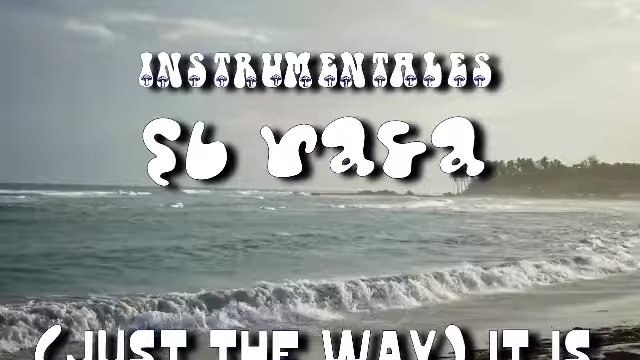 INSTRUMENTALES
(JUST THE WAY) IT IS